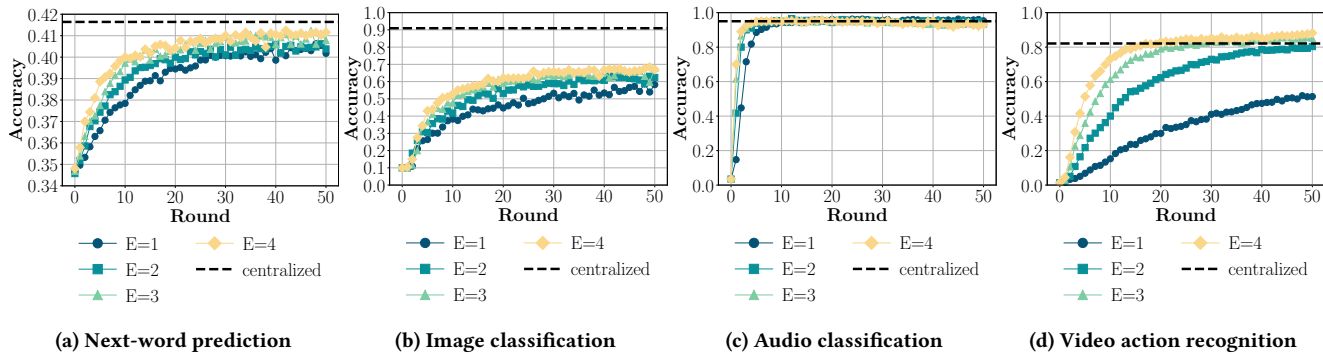 0.42
0.41
0.40
0.39
0.38
0.37
0.36
0.35
0.34
Accuracy
0 10 20 30 40 50
Round
E=1
E=2
E=3
E=4
centralized
(a) Next-word prediction
1.0
0.9
0.8
0.7
0.6
0.5
0.4
0.3
0.2
0.1
0.0
Accuracy
0 10 20 30 40 50
Round
E=1
E=2
E=3
E=4
centralized
(b) Image classification
1.0
0.8
0.6
0.4
0.2
0.0
Accuracy
0 10 20 30 40 50
Round
E=1
E=2
E=3
E=4
centralized
(c) Audio classification
1.0
0.8
0.6
0.4
0.2
0.0
Accuracy
0 10 20 30 40 50
Round
E=1
E=2
E=3
E=4
centralized
(d) Video action recognition